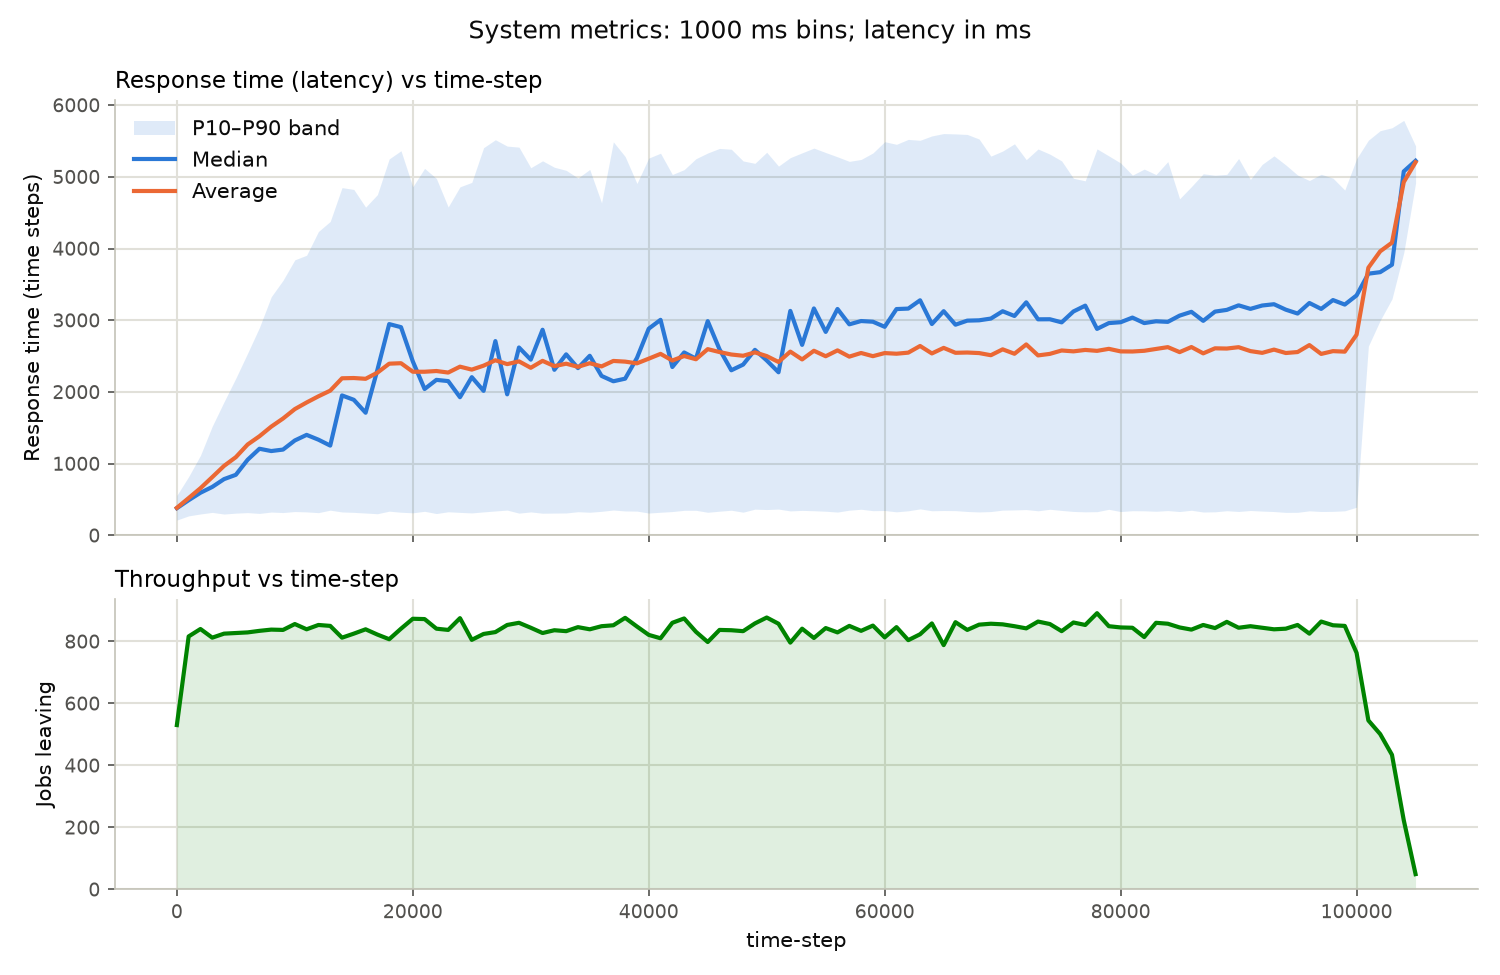 System metrics: 1000 ms bins; latency in ms
Response time (latency) vs time-step
6000
5000
4000
3000
2000
1000
0
Response time (time steps)
P10–P90 band
Median
Average
Throughput vs time-step
800
600
400
200
0
Jobs leaving
0 20000 40000 60000 80000 100000
time-step